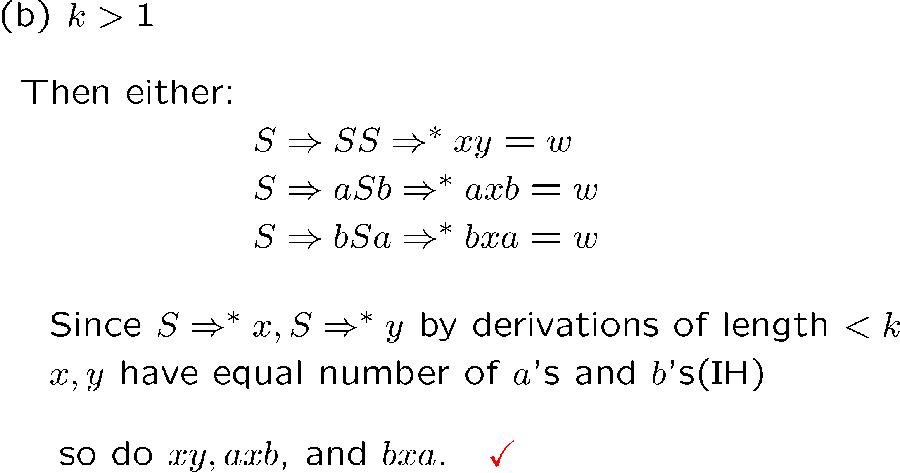 (b) k > 1
Then either:
S ⇒ SS ⇒* xy = w
S ⇒ aSb ⇒* axb = w
S ⇒ bSa ⇒* bxa = w
Since S ⇒* x, S ⇒* y by derivations of length < k
x, y have equal number of a's and b's(IH)
so do xy, axb, and bxa. ✓